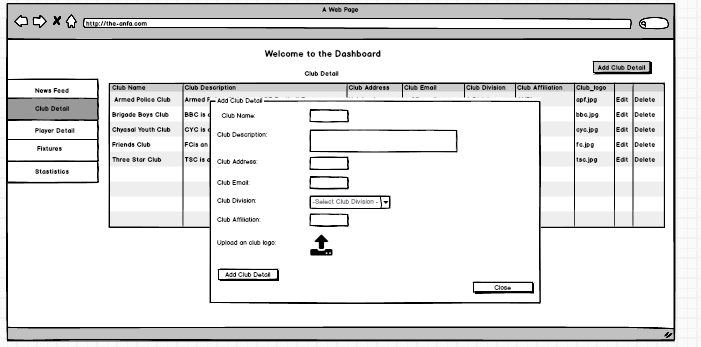 A Web Page
http://the-anfa.com
Welcome to the Dashboard
Add Club Detail
Club Detail
News Feed
Club Detail
Player Detail
Fixtures
Stastistics
Club Name Club Description Club Address Club Email Club Division Club Affiliation Club_logo
Armed Police Club Armed apf.jpg Edit Delete
Brigade Boys Club BBC is bbc.jpg Edit Delete
Chyasal Youth Club CYC is cyc.jpg Edit Delete
Friends Club FCis an fc.jpg Edit Delete
Three Star Club TSC is tsc.jpg Edit Delete
Add Club Detail
Club Name:
Club Description:
Club Address:
Club Email:
Club Division: -Select Club Division -
Club Affiliation:
Upload an club logo:
Add Club Detail
Close